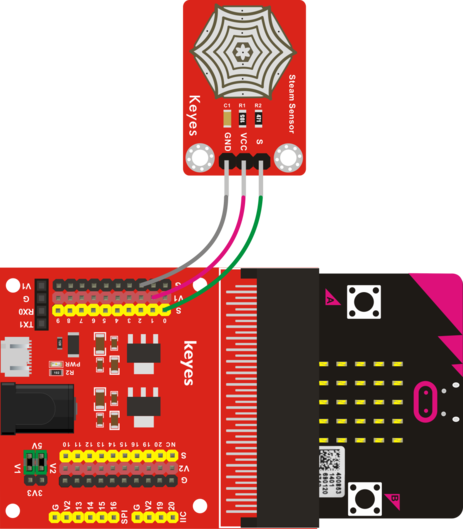 Steam Sensor
Keyes
C1
R1
R2
GND
VCC
S
V1
G
RX0
TX1
G
V1
S
9 8 7 6 5 4 3 2 1 0
PWR
R2
keyes
A
5V
V1
V2
3V3
10 11 12 13 14 15 16 19 20 NC
S
V2
G
G V2 13 14 15 16 SPI
G V2 19 20 IIC
B